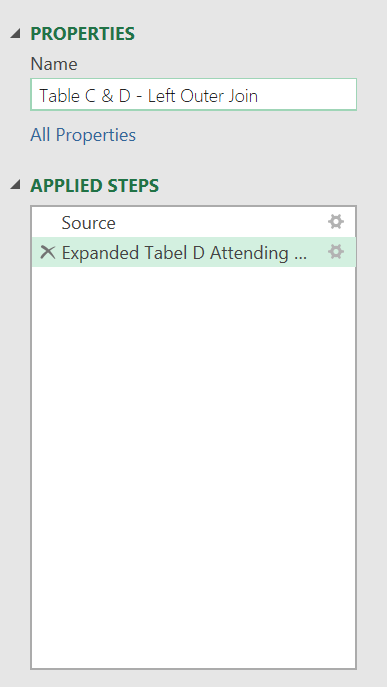 PROPERTIES
Name
Table C & D - Left Outer Join
All Properties
APPLIED STEPS
Source
Expanded Tabel D Attending ...